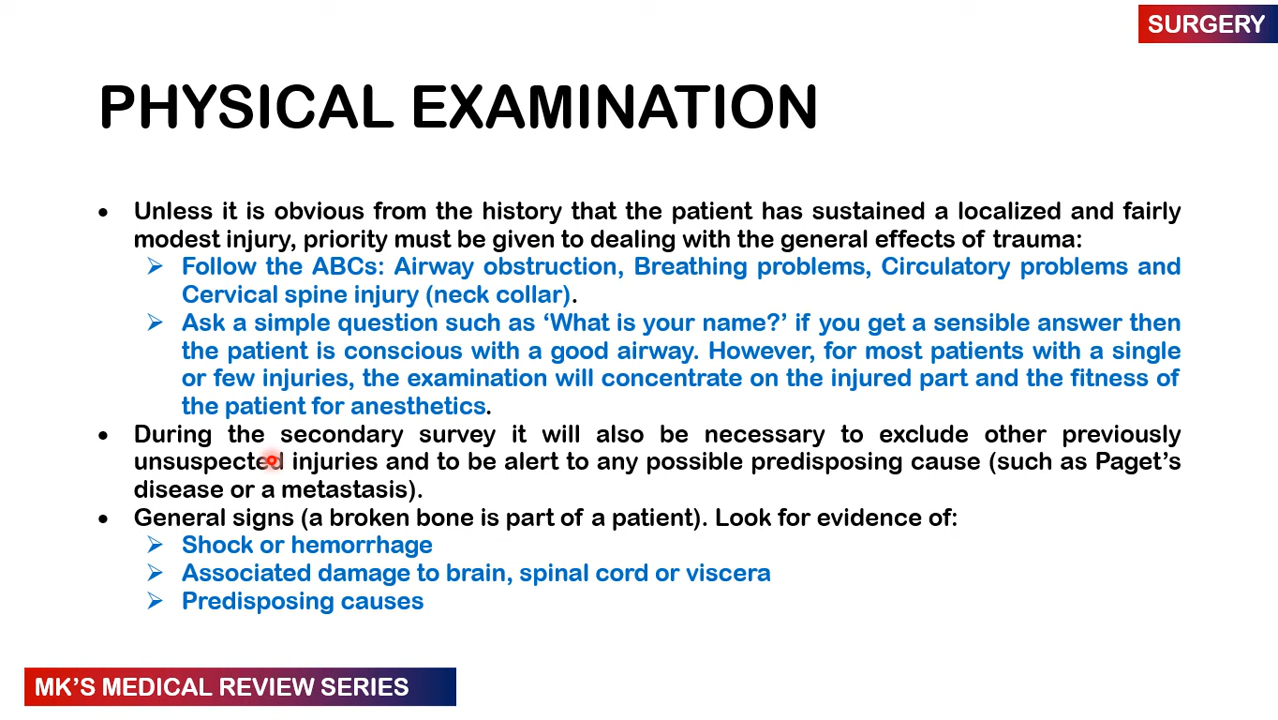 SURGERY
PHYSICAL EXAMINATION
• Unless it is obvious from the history that the patient has sustained a localized and fairly
modest injury, priority must be given to dealing with the general effects of trauma:
➢ Follow the ABCs: Airway obstruction, Breathing problems, Circulatory problems and
Cervical spine injury (neck collar).
➢ Ask a simple question such as ‘What is your name?’ if you get a sensible answer then
the patient is conscious with a good airway. However, for most patients with a single
or few injuries, the examination will concentrate on the injured part and the fitness of
the patient for anesthetics.
• During the secondary survey it will also be necessary to exclude other previously
unsuspected injuries and to be alert to any possible predisposing cause (such as Paget’s
disease or a metastasis).
• General signs (a broken bone is part of a patient). Look for evidence of:
➢ Shock or hemorrhage
➢ Associated damage to brain, spinal cord or viscera
➢ Predisposing causes
MK’S MEDICAL REVIEW SERIES